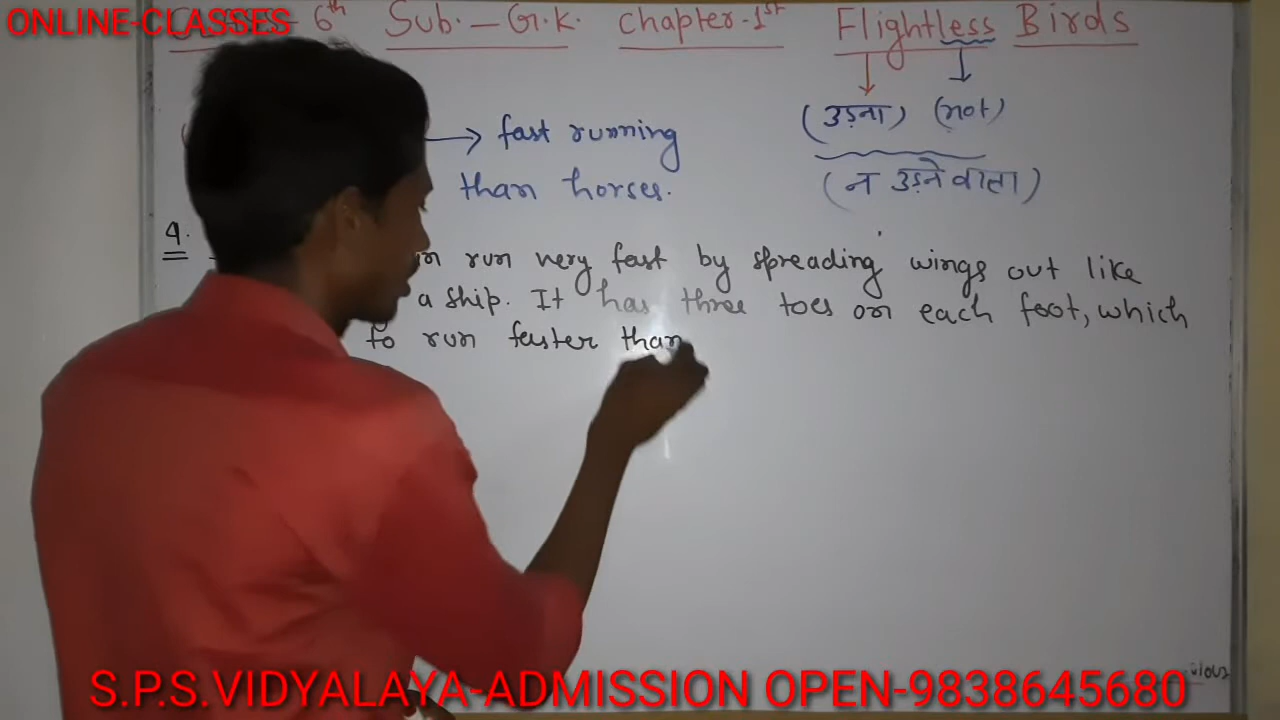 ONLINE-CLASSES
6th Sub. – G.K. Chapter-1st Flightless Birds
(उड़ना) (not)
→ fast running
than horses.
(न उड़ने वाला)
4.
run very fast by spreading wings out like
a ship. It has three toes on each foot, which
to run faster than
S.P.S.VIDYALAYA-ADMISSION OPEN-9838645680